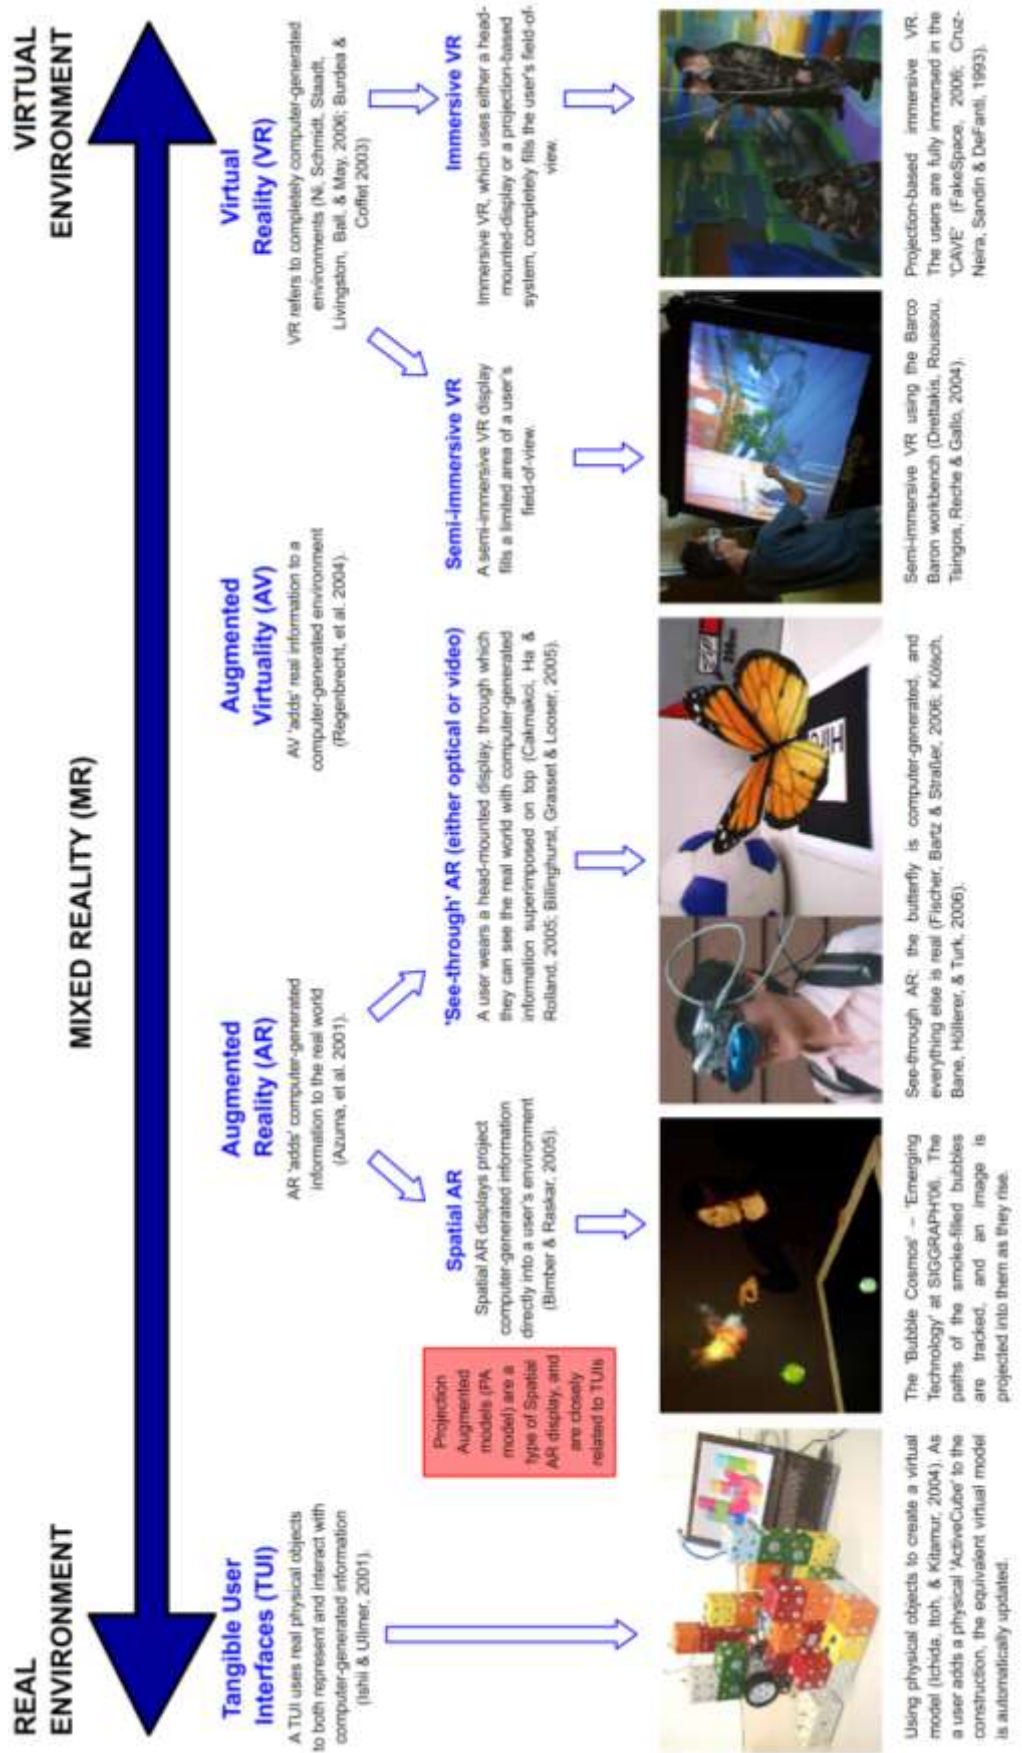 MIXED REALITY (MR)
REAL
ENVIRONMENT
VIRTUAL
ENVIRONMENT
Tangible User
Interfaces (TUI)
A TUI uses real physical objects
to both represent and interact with
computer-generated information
(Ishii & Ullmer, 2001).
Augmented
Reality (AR)
AR 'adds' computer-generated
information to the real world
(Azuma, et al. 2001).
Augmented
Virtuality (AV)
AV 'adds' real information to a
computer-generated environment
(Regenbrecht, et al. 2004).
Virtual
Reality (VR)
VR refers to completely computer-generated
environments (Ni, Schmidt, Staadt,
Livingston, Ball, & May, 2006; Burdea &
Coffet 2003)
Projection
Augmented
models (PA
model) are a
type of Spatial
AR display, and
are closely
related to TUIs
Spatial AR
Spatial AR displays project
computer-generated information
directly into a user's environment
(Bimber & Raskar, 2005).
'See-through' AR (either optical or video)
A user wears a head-mounted display, through which
they can see the real world with computer-generated
information superimposed on top (Cakmakci, Ha &
Rolland, 2005; Billinghurst, Grasset & Looser, 2005).
Semi-immersive VR
A semi-immersive VR display
fills a limited area of a user's
field-of-view.
Immersive VR
Immersive VR, which uses either a head-
mounted-display or a projection-based
system, completely fills the user's field-of-
view.
Using physical objects to create a virtual
model (Ichida, Itoh, & Kitamur, 2004). As
a user adds a physical 'ActiveCube' to the
construction, the equivalent virtual model
is automatically updated.
The 'Bubble Cosmos' – 'Emerging
Technology' at SIGGRAPH'06. The
paths of the smoke-filled bubbles
are tracked, and an image is
projected into them as they rise.
See-through AR: the butterfly is computer-generated, and
everything else is real (Fischer, Bartz & Straßer, 2006; Kölsch,
Bane, Höllerer, & Turk, 2006).
Semi-immersive VR using the Barco
Baron workbench (Drettakis, Roussou,
Tsingos, Reche & Gallo, 2004).
Projection-based immersive VR.
The users are fully immersed in the
'CAVE' (FakeSpace, 2006; Cruz-
Neira, Sandin & DeFanti, 1993).